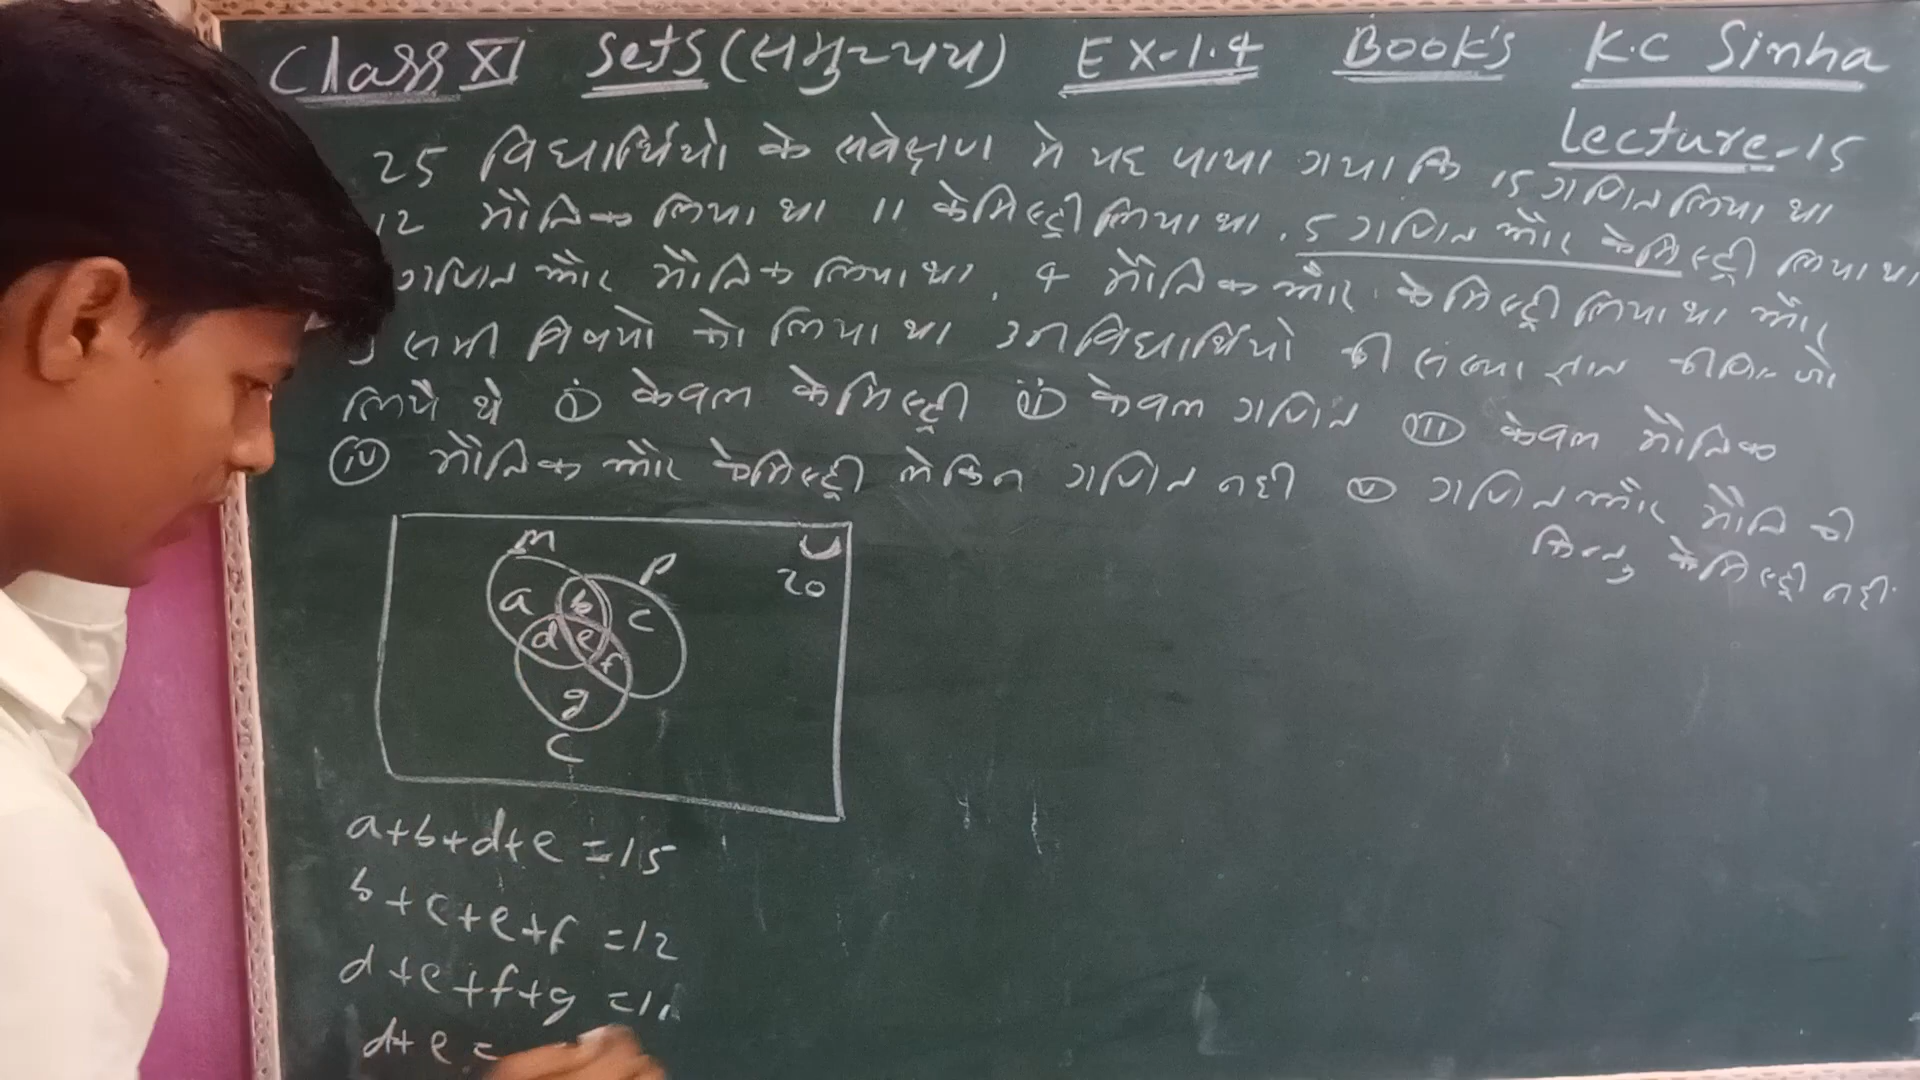 Class XI Sets (समुच्चय) EX-1.4 Book's K.C Sinha
Lecture-15
25 विद्यार्थियो के सर्वेक्षण मे यह पाया गया कि 15 गणित लिया था
12 भौतिक लिया था 11 केमिस्ट्री लिया था, 5 गणित और केमिस्ट्री लिया था
गणित और भौतिक लिया था, 4 भौतिक और केमिस्ट्री लिया था और
3 सभी विषयो को लिया था उन विद्यार्थियो की संख्या ज्ञात कीजिए जो
लिये थे (i) केवल केमिस्ट्री (ii) केवल गणित (iii) केवल भौतिक
(iv) भौतिक और केमिस्ट्री लेकिन गणित नही (v) गणित और भौति की
किन्तु केमिस्ट्री नही.
M
P
U
20
a
b
c
d
e
f
g
C
a+b+d+e=15
b+c+e+f=12
d+e+f+g=11
d+e=